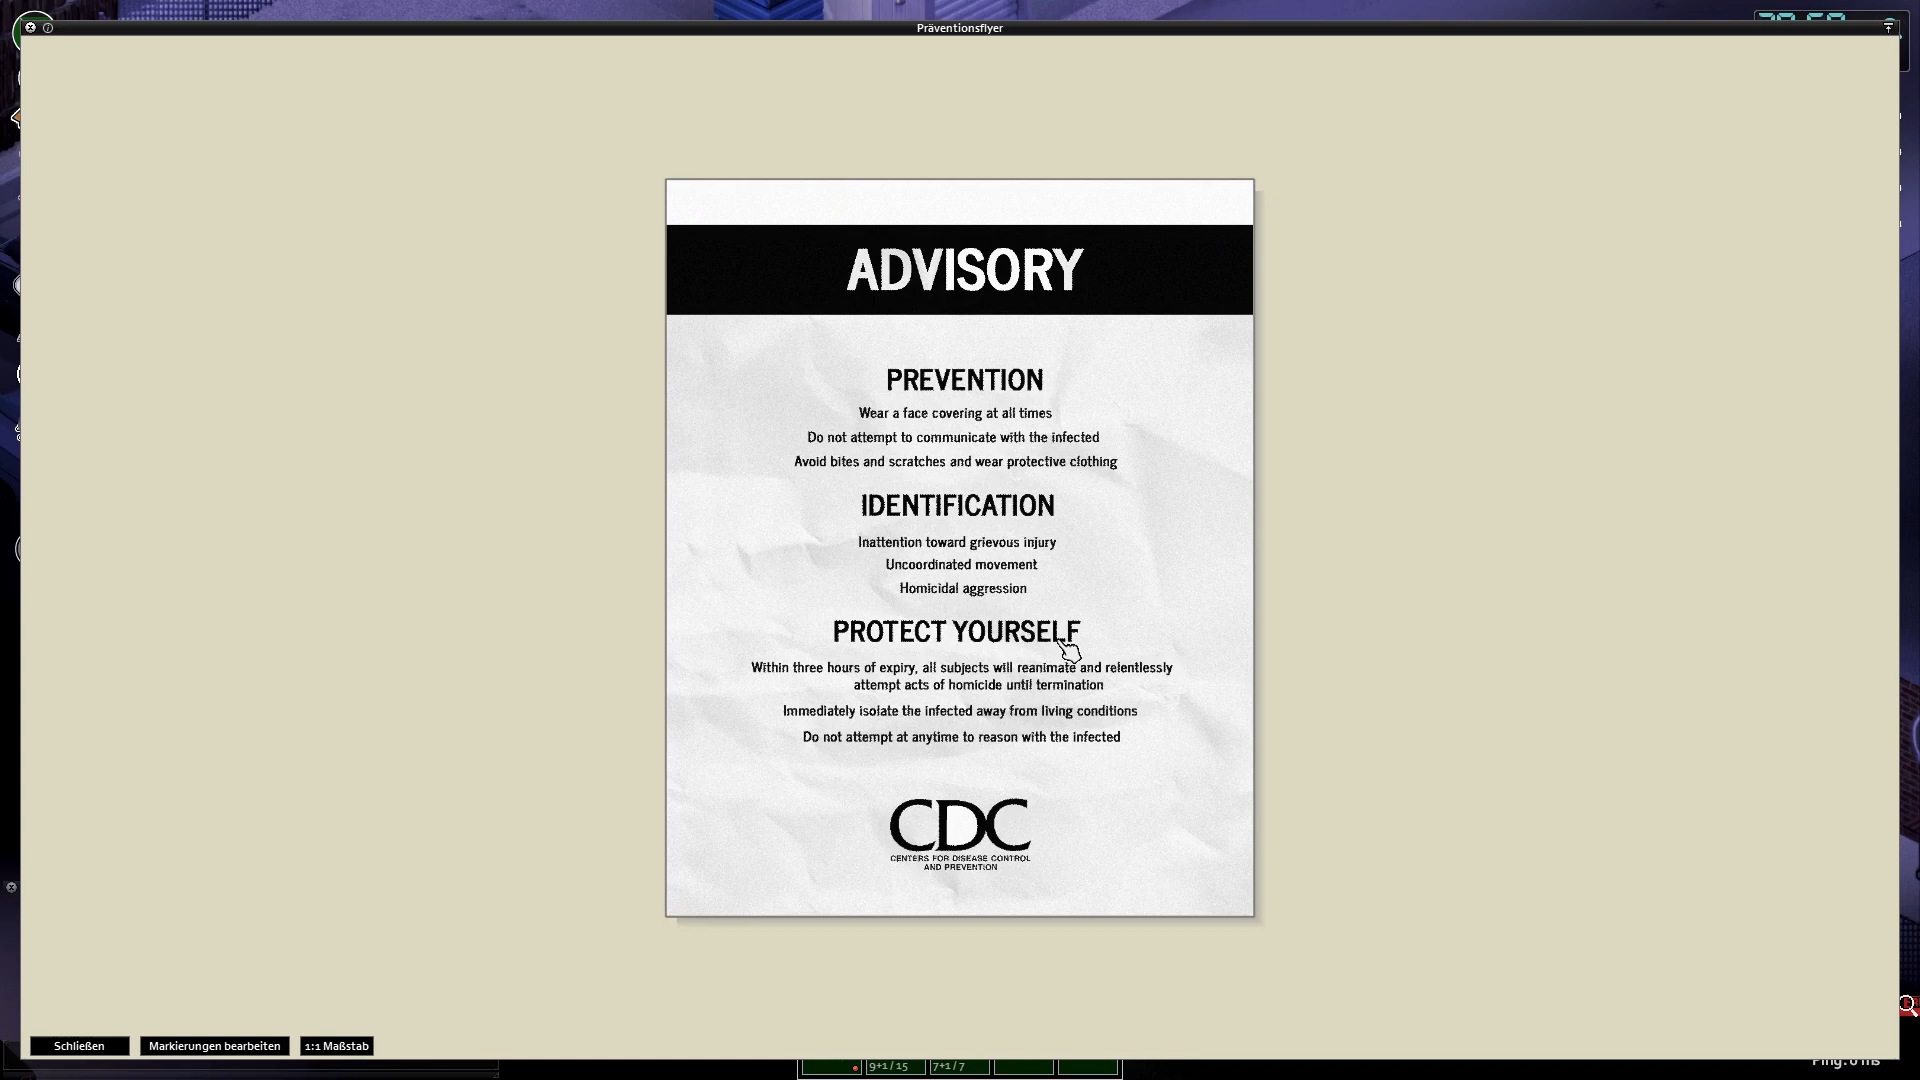 Präventionsflyer
ADVISORY
PREVENTION
Wear a face covering at all times
Do not attempt to communicate with the infected
Avoid bites and scratches and wear protective clothing
IDENTIFICATION
Inattention toward grievous injury
Uncoordinated movement
Homicidal aggression
PROTECT YOURSELF
Within three hours of expiry, all subjects will reanimate and relentlessly
attempt acts of homicide until termination
Immediately isolate the infected away from living conditions
Do not attempt at anytime to reason with the infected
CDC
CENTERS FOR DISEASE CONTROL
AND PREVENTION
Schließen
Markierungen bearbeiten
1:1 Maßstab
9+1/15
7+1/7